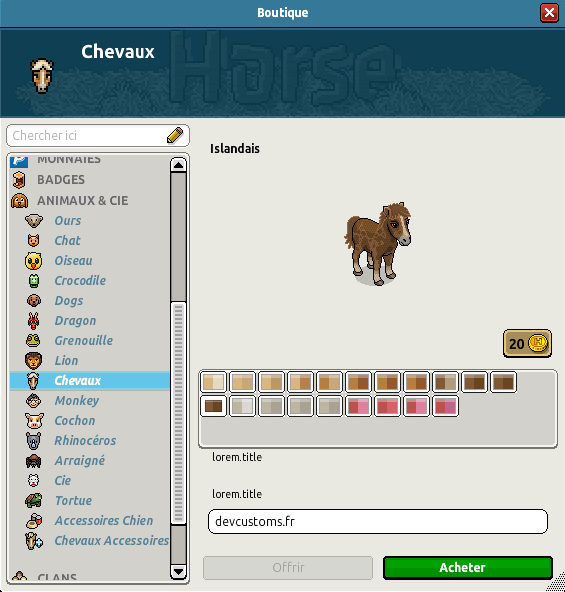 Boutique
Horse
Chevaux
Chercher ici
MONNAIES
BADGES
ANIMAUX & CIE
Ours
Chat
Oiseau
Crocodile
Dogs
Dragon
Grenouille
Lion
Chevaux
Monkey
Cochon
Rhinocéros
Arraigné
Cie
Tortue
Accessoires Chien
Chevaux Accessoires
CLANS
Islandais
20
lorem.title
lorem.title
devcustoms.fr
Offrir
Acheter